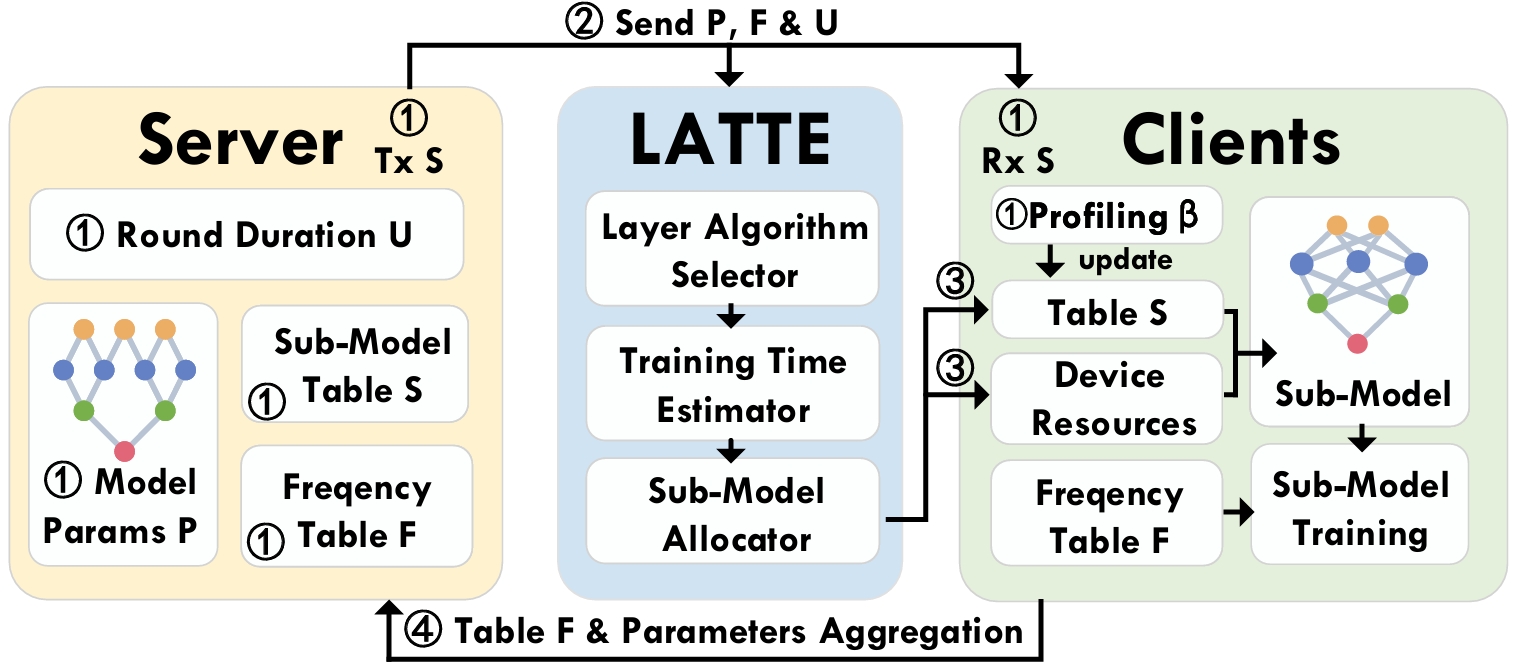 ② Send P, F & U
Server
①
Tx S
① Round Duration U
① Model
Params P
Sub-Model
① Table S
Freqency
① Table F
LATTE
Layer Algorithm
Selector
Training Time
Estimator
Sub-Model
Allocator
①
Rx S
Clients
①Profiling β
update
③
Table S
③
Device
Resources
Freqency
Table F
Sub-Model
Sub-Model
Training
④ Table F & Parameters Aggregation